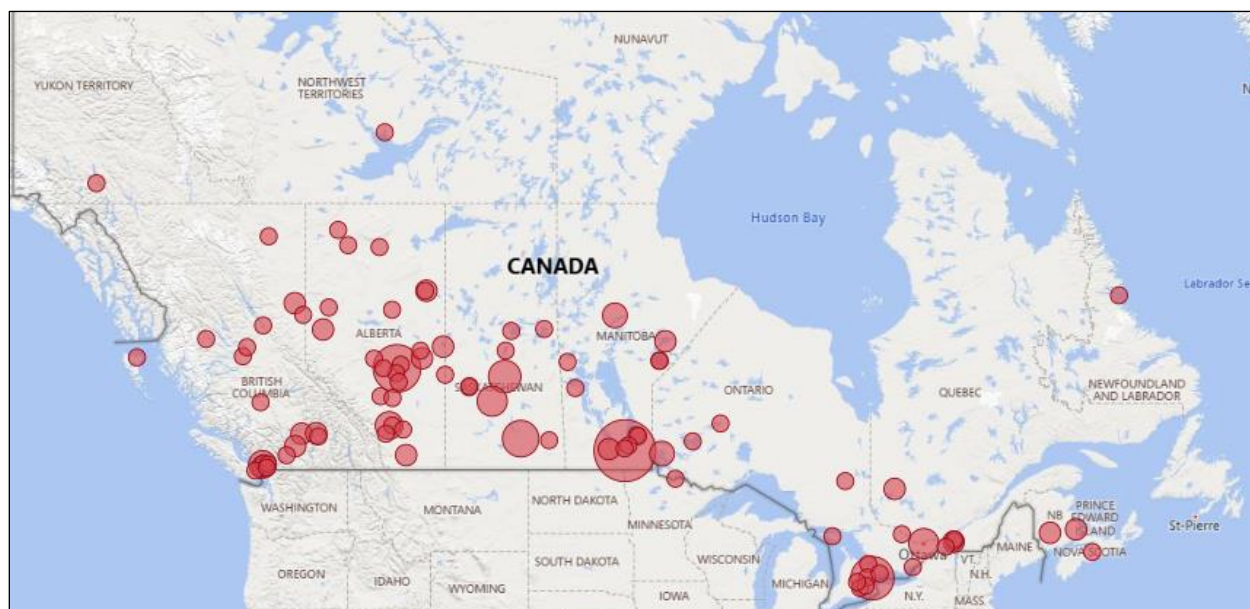 NUNAVUT
YUKON TERRITORY
NORTHWEST
TERRITORIES
N
Hudson Bay
CANADA
Labrador Se
ALBERTA
MANITOBA
BRITISH
COLUMBIA
SASKATCHEWAN
ONTARIO
QUEBEC
NEWFOUNDLAND
AND LABRADOR
WASHINGTON
MONTANA
NORTH DAKOTA
MINNESOTA
NB
PRINCE
EDWARD
ISLAND
St-Pierre
NOVA SCOTIA
MAINE
Ottawa
VT.
N.H.
OREGON
IDAHO
WYOMING
SOUTH DAKOTA
WISCONSIN
MICHIGAN
IOWA
N.Y.
MASS.